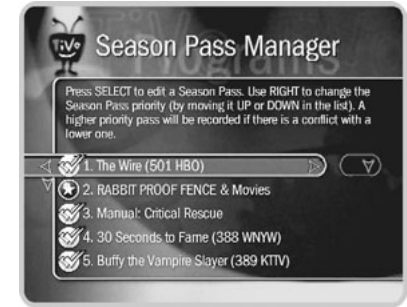 TiVo
Season Pass Manager
Press SELECT to edit a Season Pass. Use RIGHT to change the
Season Pass priority (by moving it UP or DOWN in the list). A
higher priority pass will be recorded if there is a conflict with a
lower one.
1. The Wire (501 HBO)
2. RABBIT PROOF FENCE & Movies
3. Manual: Critical Rescue
4. 30 Seconds to Fame (388 WNYW)
5. Buffy the Vampire Slayer (389 KTTV)